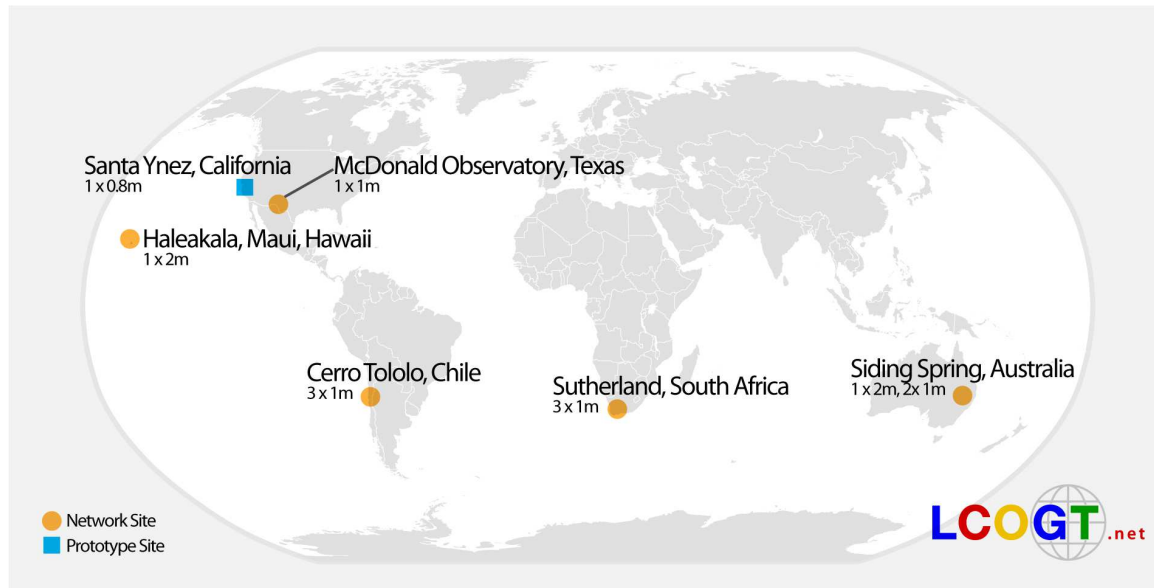 Santa Ynez, California
1 x 0.8m
McDonald Observatory, Texas
1 x 1m
Haleakala, Maui, Hawaii
1 x 2m
Cerro Tololo, Chile
3 x 1m
Sutherland, South Africa
3 x 1m
Siding Spring, Australia
1 x 2m, 2x 1m
Network Site
Prototype Site
LCOGT.net